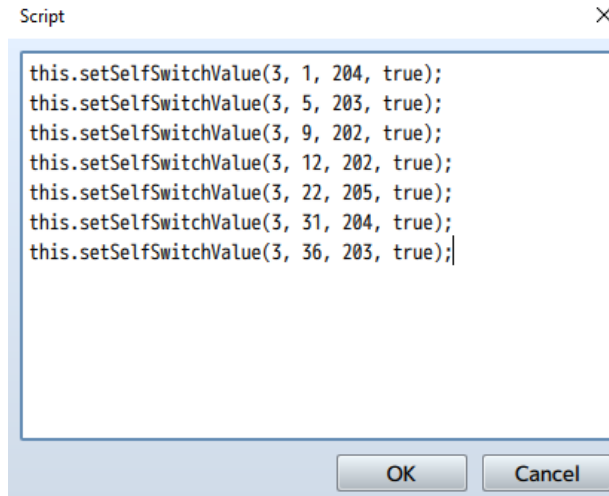 Script
this.setSelfSwitchValue(3, 1, 204, true);
this.setSelfSwitchValue(3, 5, 203, true);
this.setSelfSwitchValue(3, 9, 202, true);
this.setSelfSwitchValue(3, 12, 202, true);
this.setSelfSwitchValue(3, 22, 205, true);
this.setSelfSwitchValue(3, 31, 204, true);
this.setSelfSwitchValue(3, 36, 203, true);
OK Cancel